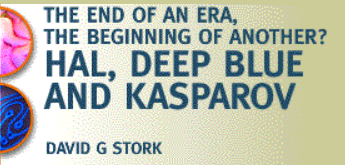 THE END OF AN ERA,
THE BEGINNING OF ANOTHER?
HAL, DEEP BLUE
AND KASPAROV
DAVID G STORK